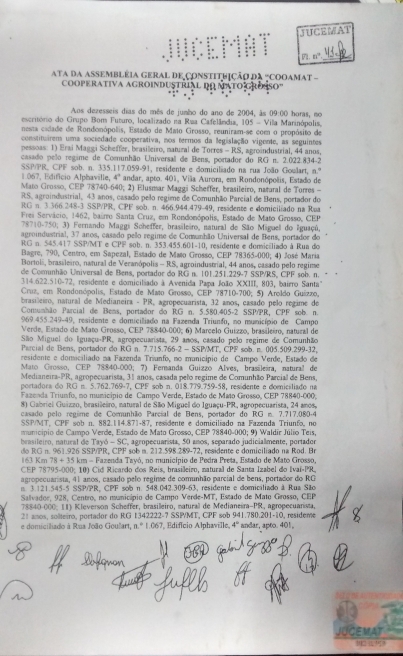 JUCEMAT
JUCEMAT
Fl. nº
ATA DA ASSEMBLÉIA GERAL DE CONSTITUIÇÃO DA "COOAMAT –
COOPERATIVA AGROINDUSTRIAL DE MATO GROSSO"
Aos dezesseis dias do mês de junho do ano de 2004, às 09:00 horas, no
escritório do Grupo Bom Futuro, localizado na Rua Cafelândia, 105 – Vila Marinópolis,
nesta cidade de Rondonópolis, Estado de Mato Grosso, reuniram-se com o propósito de
constituírem uma sociedade cooperativa, nos termos da legislação vigente, as seguintes
pessoas: 1) Eraí Maggi Scheffer, brasileiro, natural de Torres – RS, agroindustrial, 44 anos,
casado pelo regime de Comunhão Universal de Bens, portador do RG n. 2.022.834-2
SSP/PR, CPF sob n. 335.117.059-91, residente e domiciliado na rua João Goulart, n.º
1.067, Edifício Alphaville, 4º andar, apto. 401, Vila Aurora, em Rondonópolis, Estado de
Mato Grosso, CEP 78740-640; 2) Elusmar Maggi Scheffer, brasileiro, natural de Torres –
RS, agroindustrial, 43 anos, casado pelo regime de Comunhão Parcial de Bens, portador do
RG n. 3.366.248-3 SSP/PR, CPF sob n. 466.944.479-49, residente e domiciliado na Rua
Frei Servácio, 1462, bairro Santa Cruz, em Rondonópolis, Estado de Mato Grosso, CEP
78710-750; 3) Fernando Maggi Scheffer, brasileiro, natural de São Miguel do Iguaçú,
agroindustrial, 37 anos, casado pelo regime de Comunhão Universal de Bens, portador do
RG n. 545.417 SSP/MT e CPF sob n. 353.455.601-10, residente e domiciliado à Rua do
Bagre, 790, Centro, em Sapezal, Estado de Mato Grosso, CEP 78365-000; 4) José Maria
Bortoli, brasileiro, natural de Veranópolis – RS, agroindustrial, 44 anos, casado pelo regime
de Comunhão Universal de Bens, portador do RG n. 101.251.229-7 SSP/RS, CPF sob n.
314.622.510-72, residente e domiciliado à Avenida Papa João XXIII, 803, bairro Santa
Cruz, em Rondonópolis, Estado de Mato Grosso, CEP 78710-700; 5) Aroldo Guizzo,
brasileiro, natural de Medianeira - PR, agropecuarista, 32 anos, casado pelo regime de
Comunhão Parcial de Bens, portador do RG n. 5.580.405-2 SSP/PR, CPF sob n.
969.455.249-49, residente e domiciliado na Fazenda Triunfo, no município de Campo
Verde, Estado de Mato Grosso, CEP 78840-000; 6) Marcelo Guizzo, brasileiro, natural de
São Miguel do Iguaçu-PR, agropecuarista, 29 anos, casado pelo regime de Comunhão
Parcial de Bens, portador do RG n. 7.715.766-2 – SSP/MT, CPF sob. n. 005.509.299-32,
residente e domiciliado na Fazenda Triunfo, no município de Campo Verde, Estado de
Mato Grosso, CEP 78840-000; 7) Fernanda Guizzo Alves, brasileira, natural de
Medianeira-PR, agropecuarista, 31 anos, casada pelo regime de Comunhão Parcial de Bens,
portadora do RG n. 5.762.769-7, CPF sob n. 018.779.759-58, residente e domiciliado na
Fazenda Triunfo, no município de Campo Verde, Estado de Mato Grosso, CEP 78840-000,
8) Gabriel Guizzo, brasileiro, natural de São Miguel do Iguaçu-PR, agropecuarista, 24 anos,
casado pelo regime de Comunhão Parcial de Bens, portador do RG n. 7.717.080-4
SSP/MT, CPF sob n. 882.114.871-87, residente e domiciliado na Fazenda Triunfo, no
município de Campo Verde, Estado de Mato Grosso, CEP 78840-000; 9) Waldir Júlio Teis,
brasileiro, natural de Tayó – SC, agropecuarista, 50 anos, separado judicialmente, portador
do RG n. 961.926 SSP/PR, CPF sob n. 212.598.289-72, residente e domiciliado na Rod. Br
163 Km 78 + 35 km – Fazenda Tayó, no município de Pedra Preta, Estado de Mato Grosso,
CEP 78795-000; 10) Cid Ricardo dos Reis, brasileiro, natural de Santa Izabel do Ivaí-PR,
agropecuarista, 41 anos, casado pelo regime de comunhão parcial de bens, portador do RG
n. 3.121.545-5 SSP/PR, CPF sob n. 548.042.309-63, residente e domiciliado à Rua São
Salvador, 928, Centro, no município de Campo Verde-MT, Estado de Mato Grosso, CEP
78840-000; 11) Kleverson Scheffer, brasileiro, natural de Medianeira-PR, agropecuarista,
21 anos, solteiro, portador do RG 1342222-7 SSP/MT, CPF sob n. 941.780.201-10, residente
e domiciliado à Rua João Goulart, n.º 1.067, Edifício Alphaville, 4º andar, apto. 401,
JUCEMAT